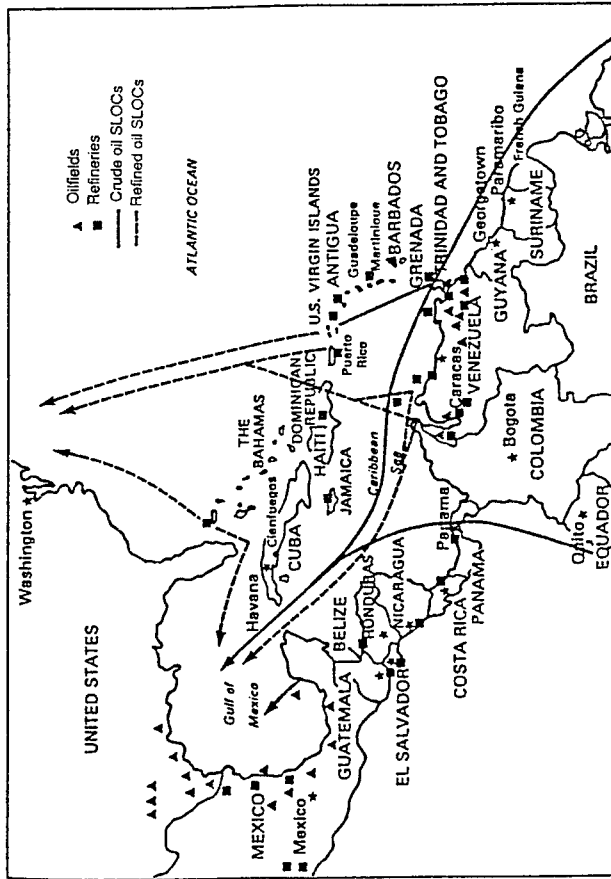 Oilfields
Refineries
Crude oil SLOCs
Refined oil SLOCs
ATLANTIC OCEAN
Washington
UNITED STATES
THE
BAHAMAS
Havana
Cienfuegos
CUBA
Gulf of
Mexico
MEXICO
Mexico
DOMINICAN
REPUBLIC
HAITI
JAMAICA
Puerto
Rico
U.S. VIRGIN ISLANDS
ANTIGUA
Guadeloupe
Martinique
BARBADOS
GRENADA
TRINIDAD AND TOBAGO
Caribbean
Sea
BELIZE
HONDURAS
GUATEMALA
NICARAGUA
EL SALVADOR
COSTA RICA
Panama
PANAMA
Caracas
VENEZUELA
Georgetown
Paramaribo
French Guiena
GUYANA
SURINAME
Bogota
COLOMBIA
BRAZIL
Quito
EQUADOR